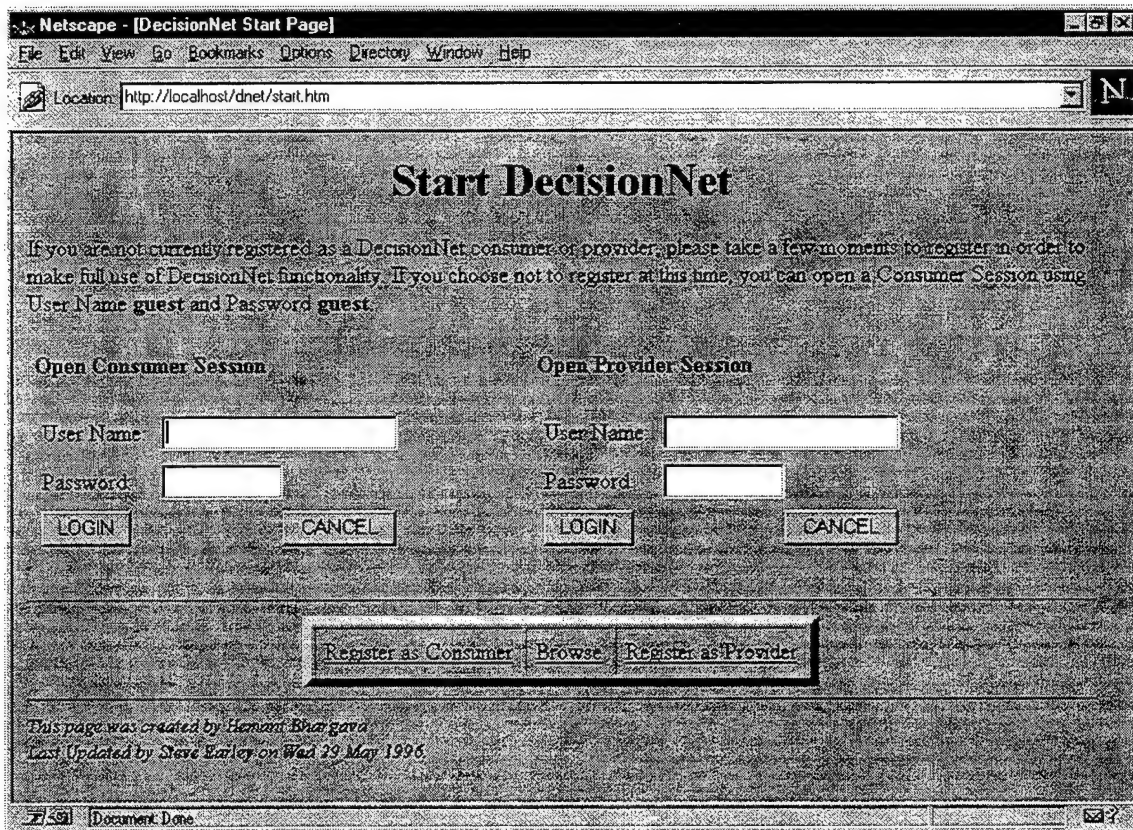 Netscape - [DecisionNet Start Page]
File Edit View Go Bookmarks Options Directory Window Help
Location: http://localhost/dnet/start.htm
N
Start DecisionNet
If you are not currently registered as a DecisionNet consumer or provider, please take a few moments to register in order to
make full use of DecisionNet functionality. If you choose not to register at this time, you can open a Consumer Session using
User Name guest and Password guest.
Open Consumer Session
User Name:
Password:
LOGIN CANCEL
Open Provider Session
User Name:
Password:
LOGIN CANCEL
Register as Consumer Browse Register as Provider
This page was created by Hemant Bhargava
Last Updated by Steve Earley on Wed 29 May 1996.
Document: Done